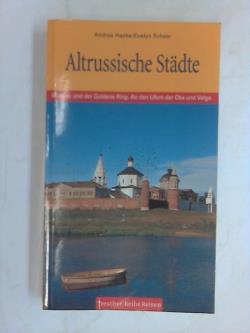 Andrea Hapke/Evelyn Scheer
Altrussische Städte
Moskau und der Goldene Ring. An den Ufern der Oka und Volga.
trescher-reihe Reisen